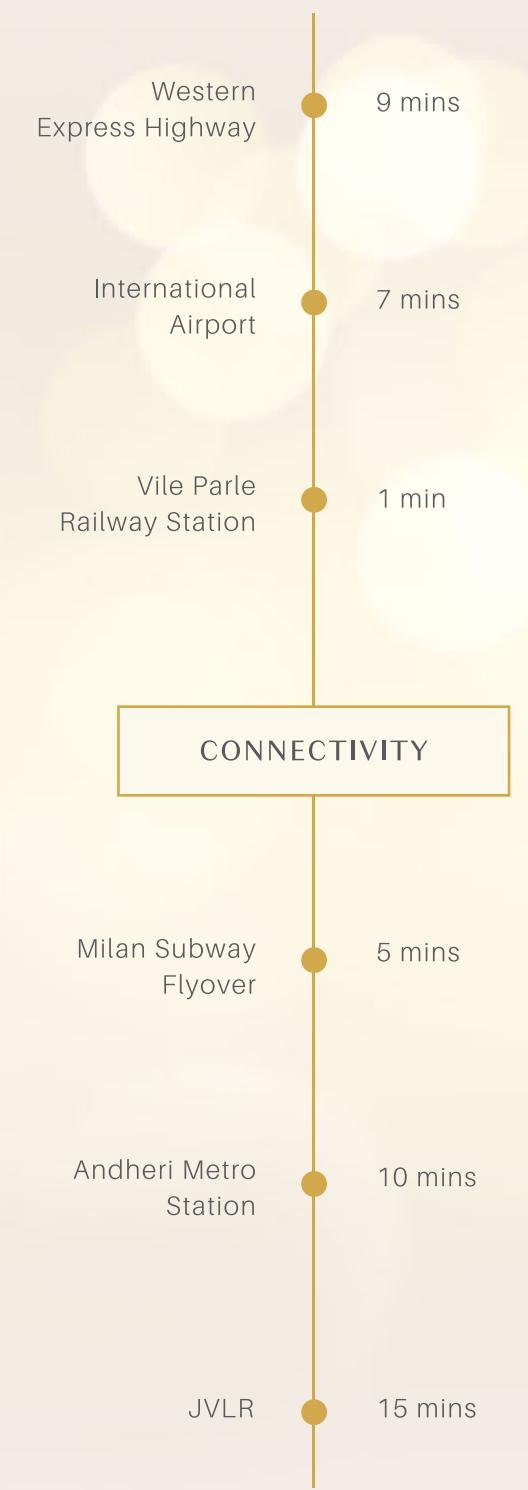 Western
Express Highway
9 mins
International
Airport
7 mins
Vile Parle
Railway Station
1 min
CONNECTIVITY
Milan Subway
Flyover
5 mins
Andheri Metro
Station
10 mins
JVLR
15 mins